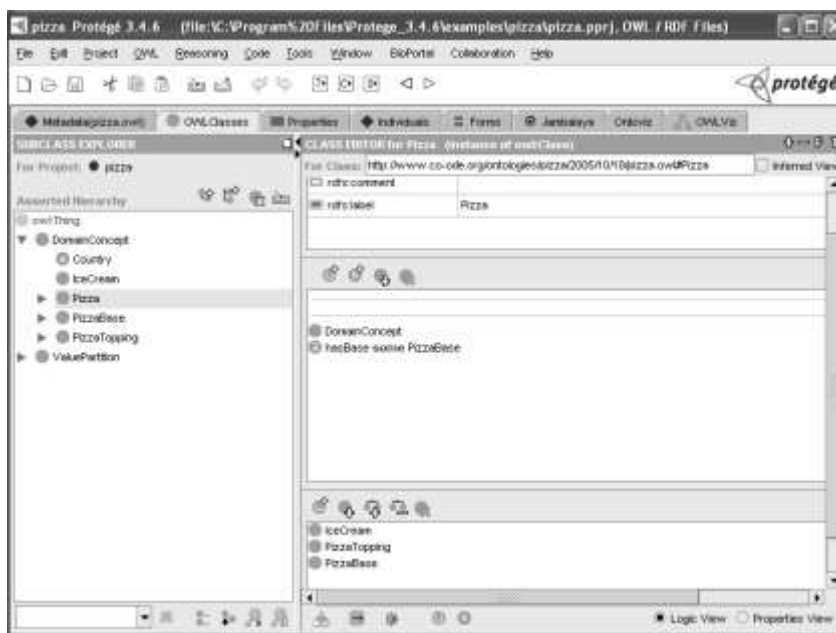 pizza Protégé 3.4.6 (file:\C:\Program%20Files\Protege_3.4.6\examples\pizza\pizza.pprj, OWL / RDF Files)
File Edit Project OWL Reasoning Code Tools Window BioPortal Collaboration Help
protégé
Metadata(pizza.owl) OWLClasses Properties Individuals Forms Jambalaya Ontoviz OWLViz
SUBCLASS EXPLORER
For Project: pizza
Asserted Hierarchy
owl:Thing
DomainConcept
Country
IceCream
Pizza
PizzaBase
PizzaTopping
ValuePartition
CLASS EDITOR for Pizza (instance of owl:Class)
For Class: http://www.co-ode.org/ontologies/pizza/2005/10/18/pizza.owl#Pizza Inferred View
rdfs:comment
rdfs:label Pizza
DomainConcept
hasBase some PizzaBase
IceCream
PizzaTopping
PizzaBase
Logic View Properties View